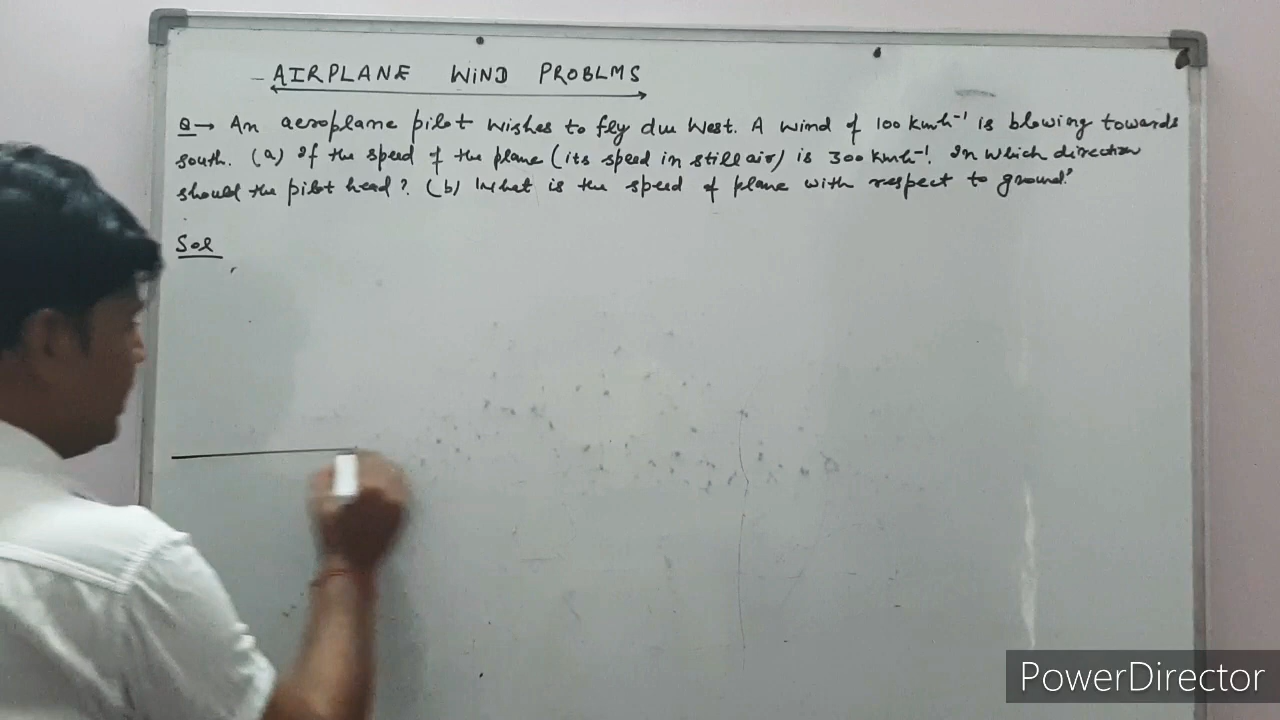 AIRPLANE WIND PROBLMS
Q→ An aeroplane pilot wishes to fly due West. A wind of 100 kmh⁻¹ is blowing towards
south. (a) If the speed of the plane (its speed in still air) is 300 kmh⁻¹. In which direction
should the pilot head? (b) What is the speed of plane with respect to ground?
Sol
PowerDirector